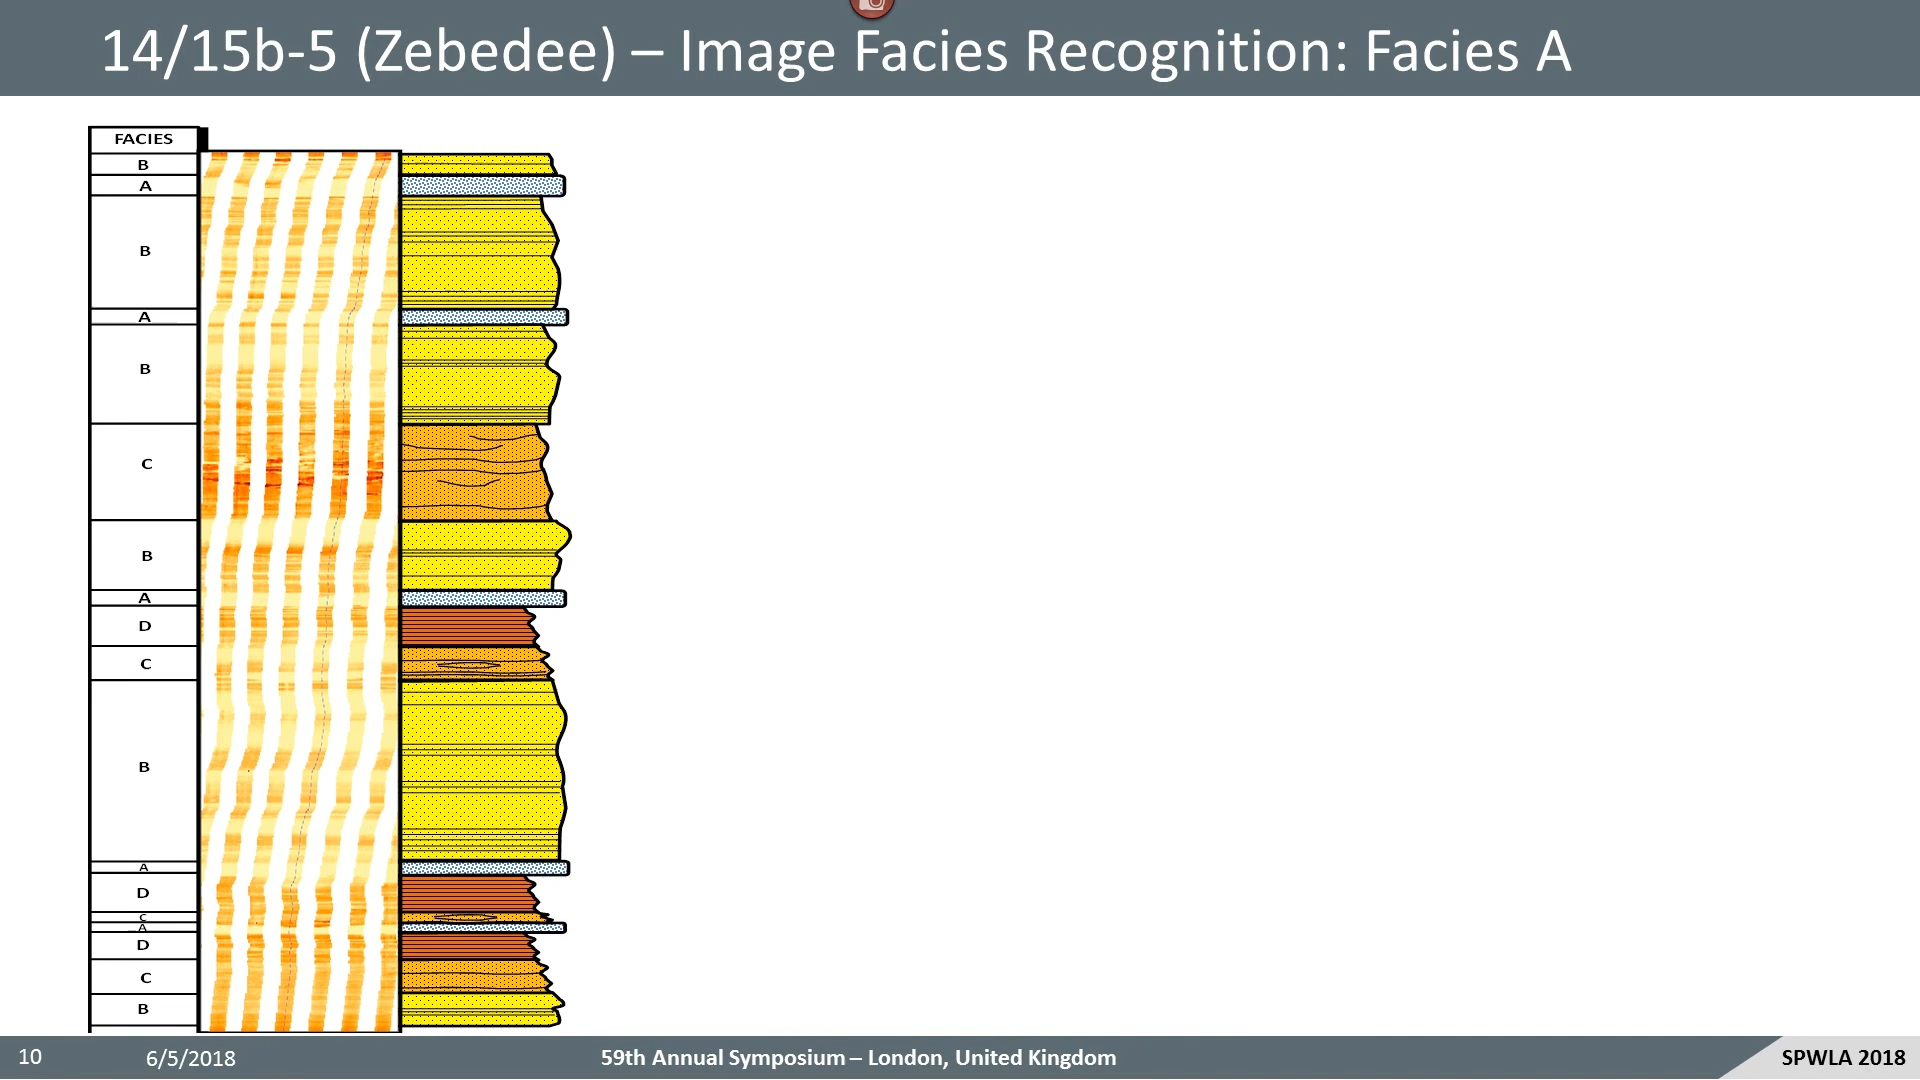 14/15b-5 (Zebedee) – Image Facies Recognition: Facies A
FACIES
B
A
B
A
B
C
B
A
D
C
B
A
D
C
A
D
C
B
10
6/5/2018
59th Annual Symposium – London, United Kingdom
SPWLA 2018